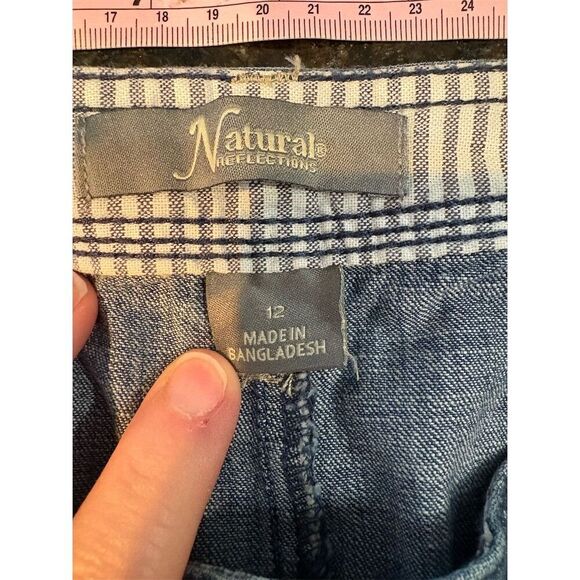 17 18 19 20 21 22 23 24
Natural®
REFLECTIONS
12
MADE IN
BANGLADESH